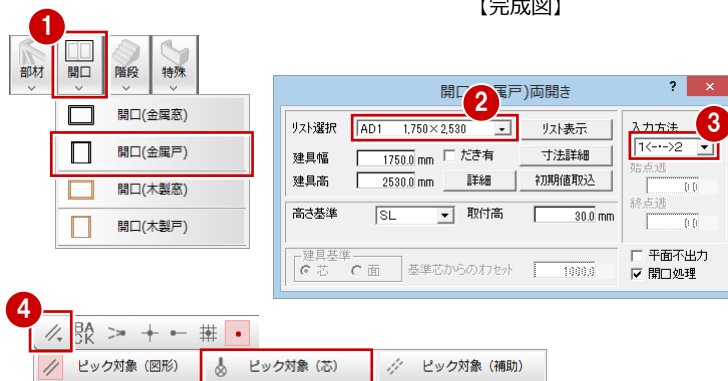 【完成図】
1
部材 開口 階段 特殊
開口(金属窓)
開口(金属戸)
開口(木製窓)
開口(木製戸)
開口(金属戸)両開き ? ×
2
3
リスト選択 AD1 1,750×2,530 リスト表示
建具幅 1750.0 mm だき有 寸法詳細
建具高 2530.0 mm 詳細 初期値取込
高さ基準 SL 取付高 30.0 mm
建具基準
芯 面 基準芯からのオフセット 1000.0
入力方法
1<-->2
始点逃
0.0
終点逃
0.0
平面不出力
開口処理
4
BACK
ピック対象（図形） ピック対象（芯） ピック対象（補助）